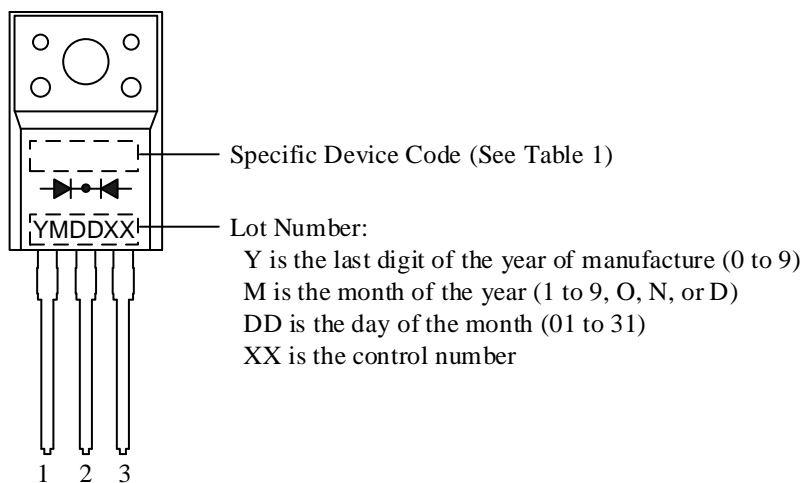 Specific Device Code (See Table 1)
YMDDXX
Lot Number:
Y is the last digit of the year of manufacture (0 to 9)
M is the month of the year (1 to 9, O, N, or D)
DD is the day of the month (01 to 31)
XX is the control number
1 2 3